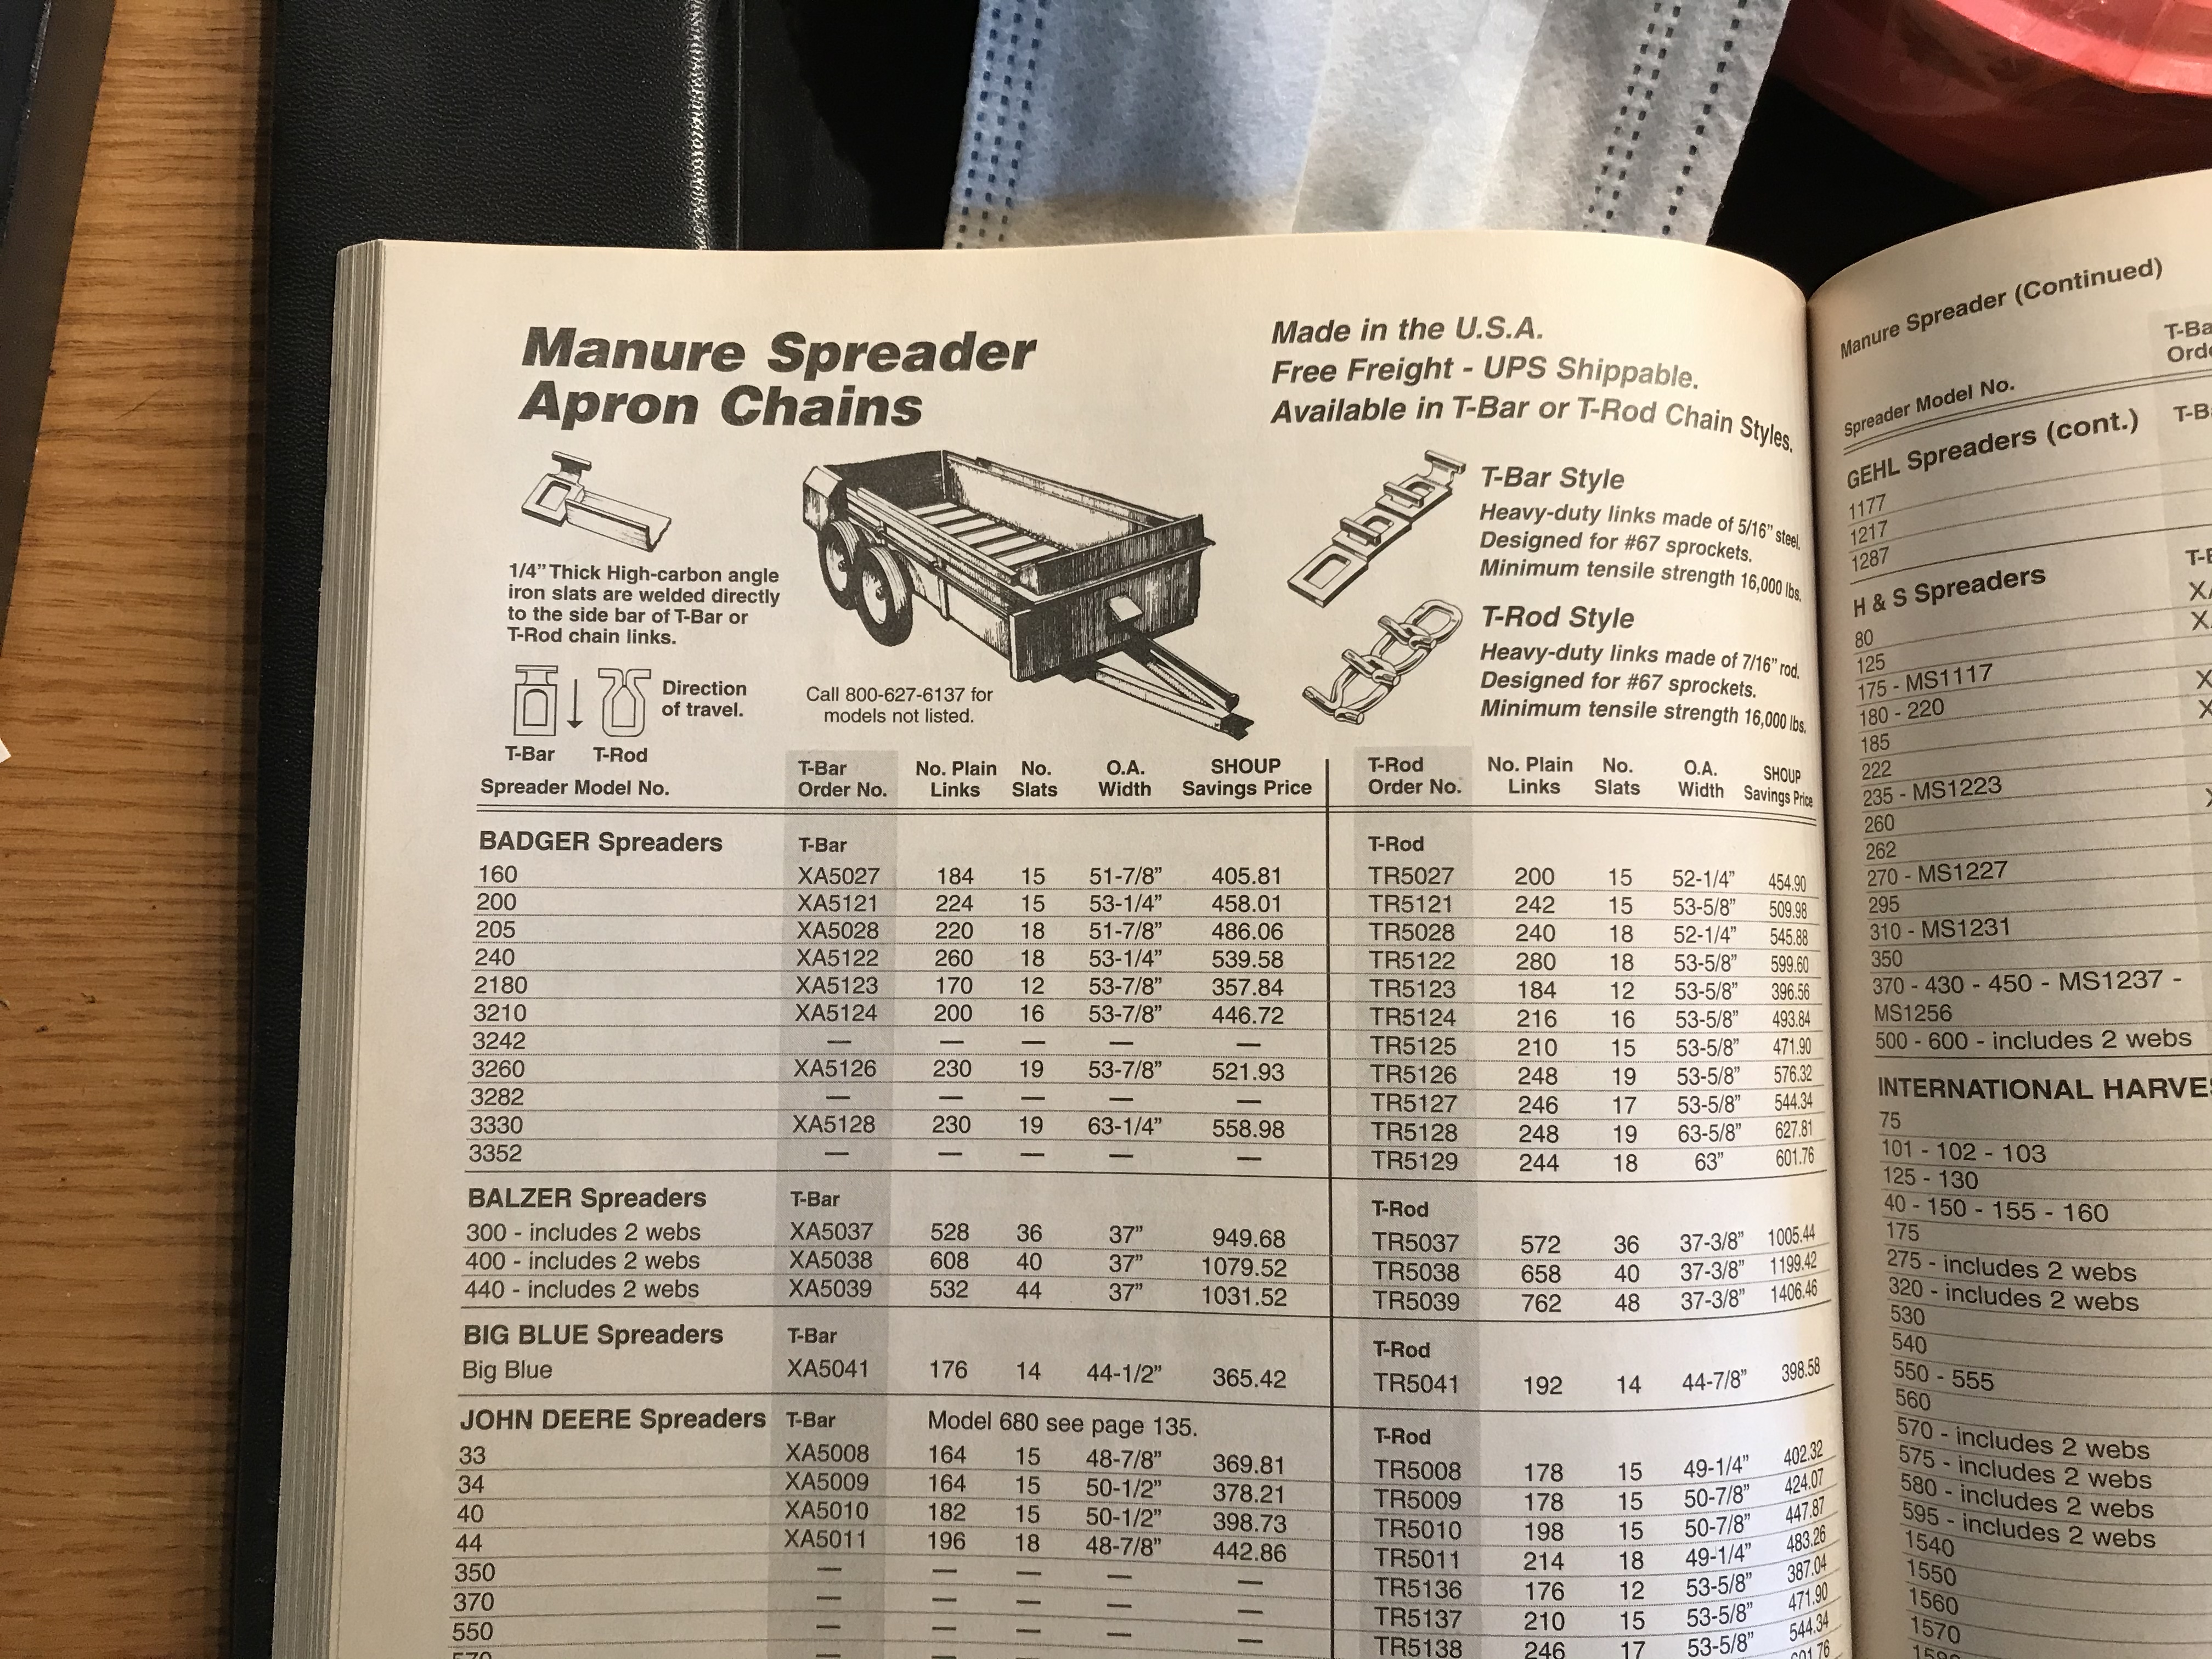 Manure Spreader
Apron Chains
Made in the U.S.A.
Free Freight - UPS Shippable.
Available in T-Bar or T-Rod Chain Styles.
1/4” Thick High-carbon angle
iron slats are welded directly
to the side bar of T-Bar or
T-Rod chain links.
Direction
of travel.
T-Bar T-Rod
Call 800-627-6137 for
models not listed.
T-Bar Style
Heavy-duty links made of 5/16” steel.
Designed for #67 sprockets.
Minimum tensile strength 16,000 lbs.
T-Rod Style
Heavy-duty links made of 7/16” rod.
Designed for #67 sprockets.
Minimum tensile strength 16,000 lbs.
T-Bar No. Plain No. O.A. SHOUP T-Rod No. Plain No. O.A. SHOUP
Spreader Model No. Order No. Links Slats Width Savings Price Order No. Links Slats Width Savings Price
BADGER Spreaders T-Bar T-Rod
160 XA5027 184 15 51-7/8” 405.81 TR5027 200 15 52-1/4” 454.90
200 XA5121 224 15 53-1/4” 458.01 TR5121 242 15 53-5/8” 509.98
205 XA5028 220 18 51-7/8” 486.06 TR5028 240 18 52-1/4” 545.88
240 XA5122 260 18 53-1/4” 539.58 TR5122 280 18 53-5/8” 599.60
2180 XA5123 170 12 53-7/8” 357.84 TR5123 184 12 53-5/8” 396.56
3210 XA5124 200 16 53-7/8” 446.72 TR5124 216 16 53-5/8” 493.84
3242 — — — — — TR5125 210 15 53-5/8” 471.90
3260 XA5126 230 19 53-7/8” 521.93 TR5126 248 19 53-5/8” 576.32
3282 — — — — — TR5127 246 17 53-5/8” 544.34
3330 XA5128 230 19 63-1/4” 558.98 TR5128 248 19 63-5/8” 627.81
3352 — — — — — TR5129 244 18 63” 601.76
BALZER Spreaders T-Bar T-Rod
300 - includes 2 webs XA5037 528 36 37” 949.68 TR5037 572 36 37-3/8” 1005.44
400 - includes 2 webs XA5038 608 40 37” 1079.52 TR5038 658 40 37-3/8” 1199.42
440 - includes 2 webs XA5039 532 44 37” 1031.52 TR5039 762 48 37-3/8” 1406.46
BIG BLUE Spreaders T-Bar T-Rod
Big Blue XA5041 176 14 44-1/2” 365.42 TR5041 192 14 44-7/8” 398.58
JOHN DEERE Spreaders T-Bar Model 680 see page 135. T-Rod
33 XA5008 164 15 48-7/8” 369.81 TR5008 178 15 49-1/4” 402.32
34 XA5009 164 15 50-1/2” 378.21 TR5009 178 15 50-7/8” 424.07
40 XA5010 182 15 50-1/2” 398.73 TR5010 198 15 50-7/8” 447.87
44 XA5011 196 18 48-7/8” 442.86 TR5011 214 18 49-1/4” 483.26
350 — — — — — TR5136 176 12 53-5/8” 387.04
370 — — — — — TR5137 210 15 53-5/8” 471.90
550 — — — — — TR5138 246 17 53-5/8” 544.34
Manure Spreader (Continued)
Spreader Model No.
GEHL Spreaders (cont.)
1177
1217
1287
H & S Spreaders
80
125
175 - MS1117
180 - 220
185
222
235 - MS1223
260
262
270 - MS1227
295
310 - MS1231
350
370 - 430 - 450 - MS1237 -
MS1256
500 - 600 - includes 2 webs
INTERNATIONAL
75
101 - 102 - 103
125 - 130
40 - 150 - 155 - 160
175
275 - includes 2 webs
320 - includes 2 webs
530
540
550 - 555
560
570 - includes 2 webs
575 - includes 2 webs
580 - includes 2 webs
595 - includes 2 webs
1540
1550
1560
1570